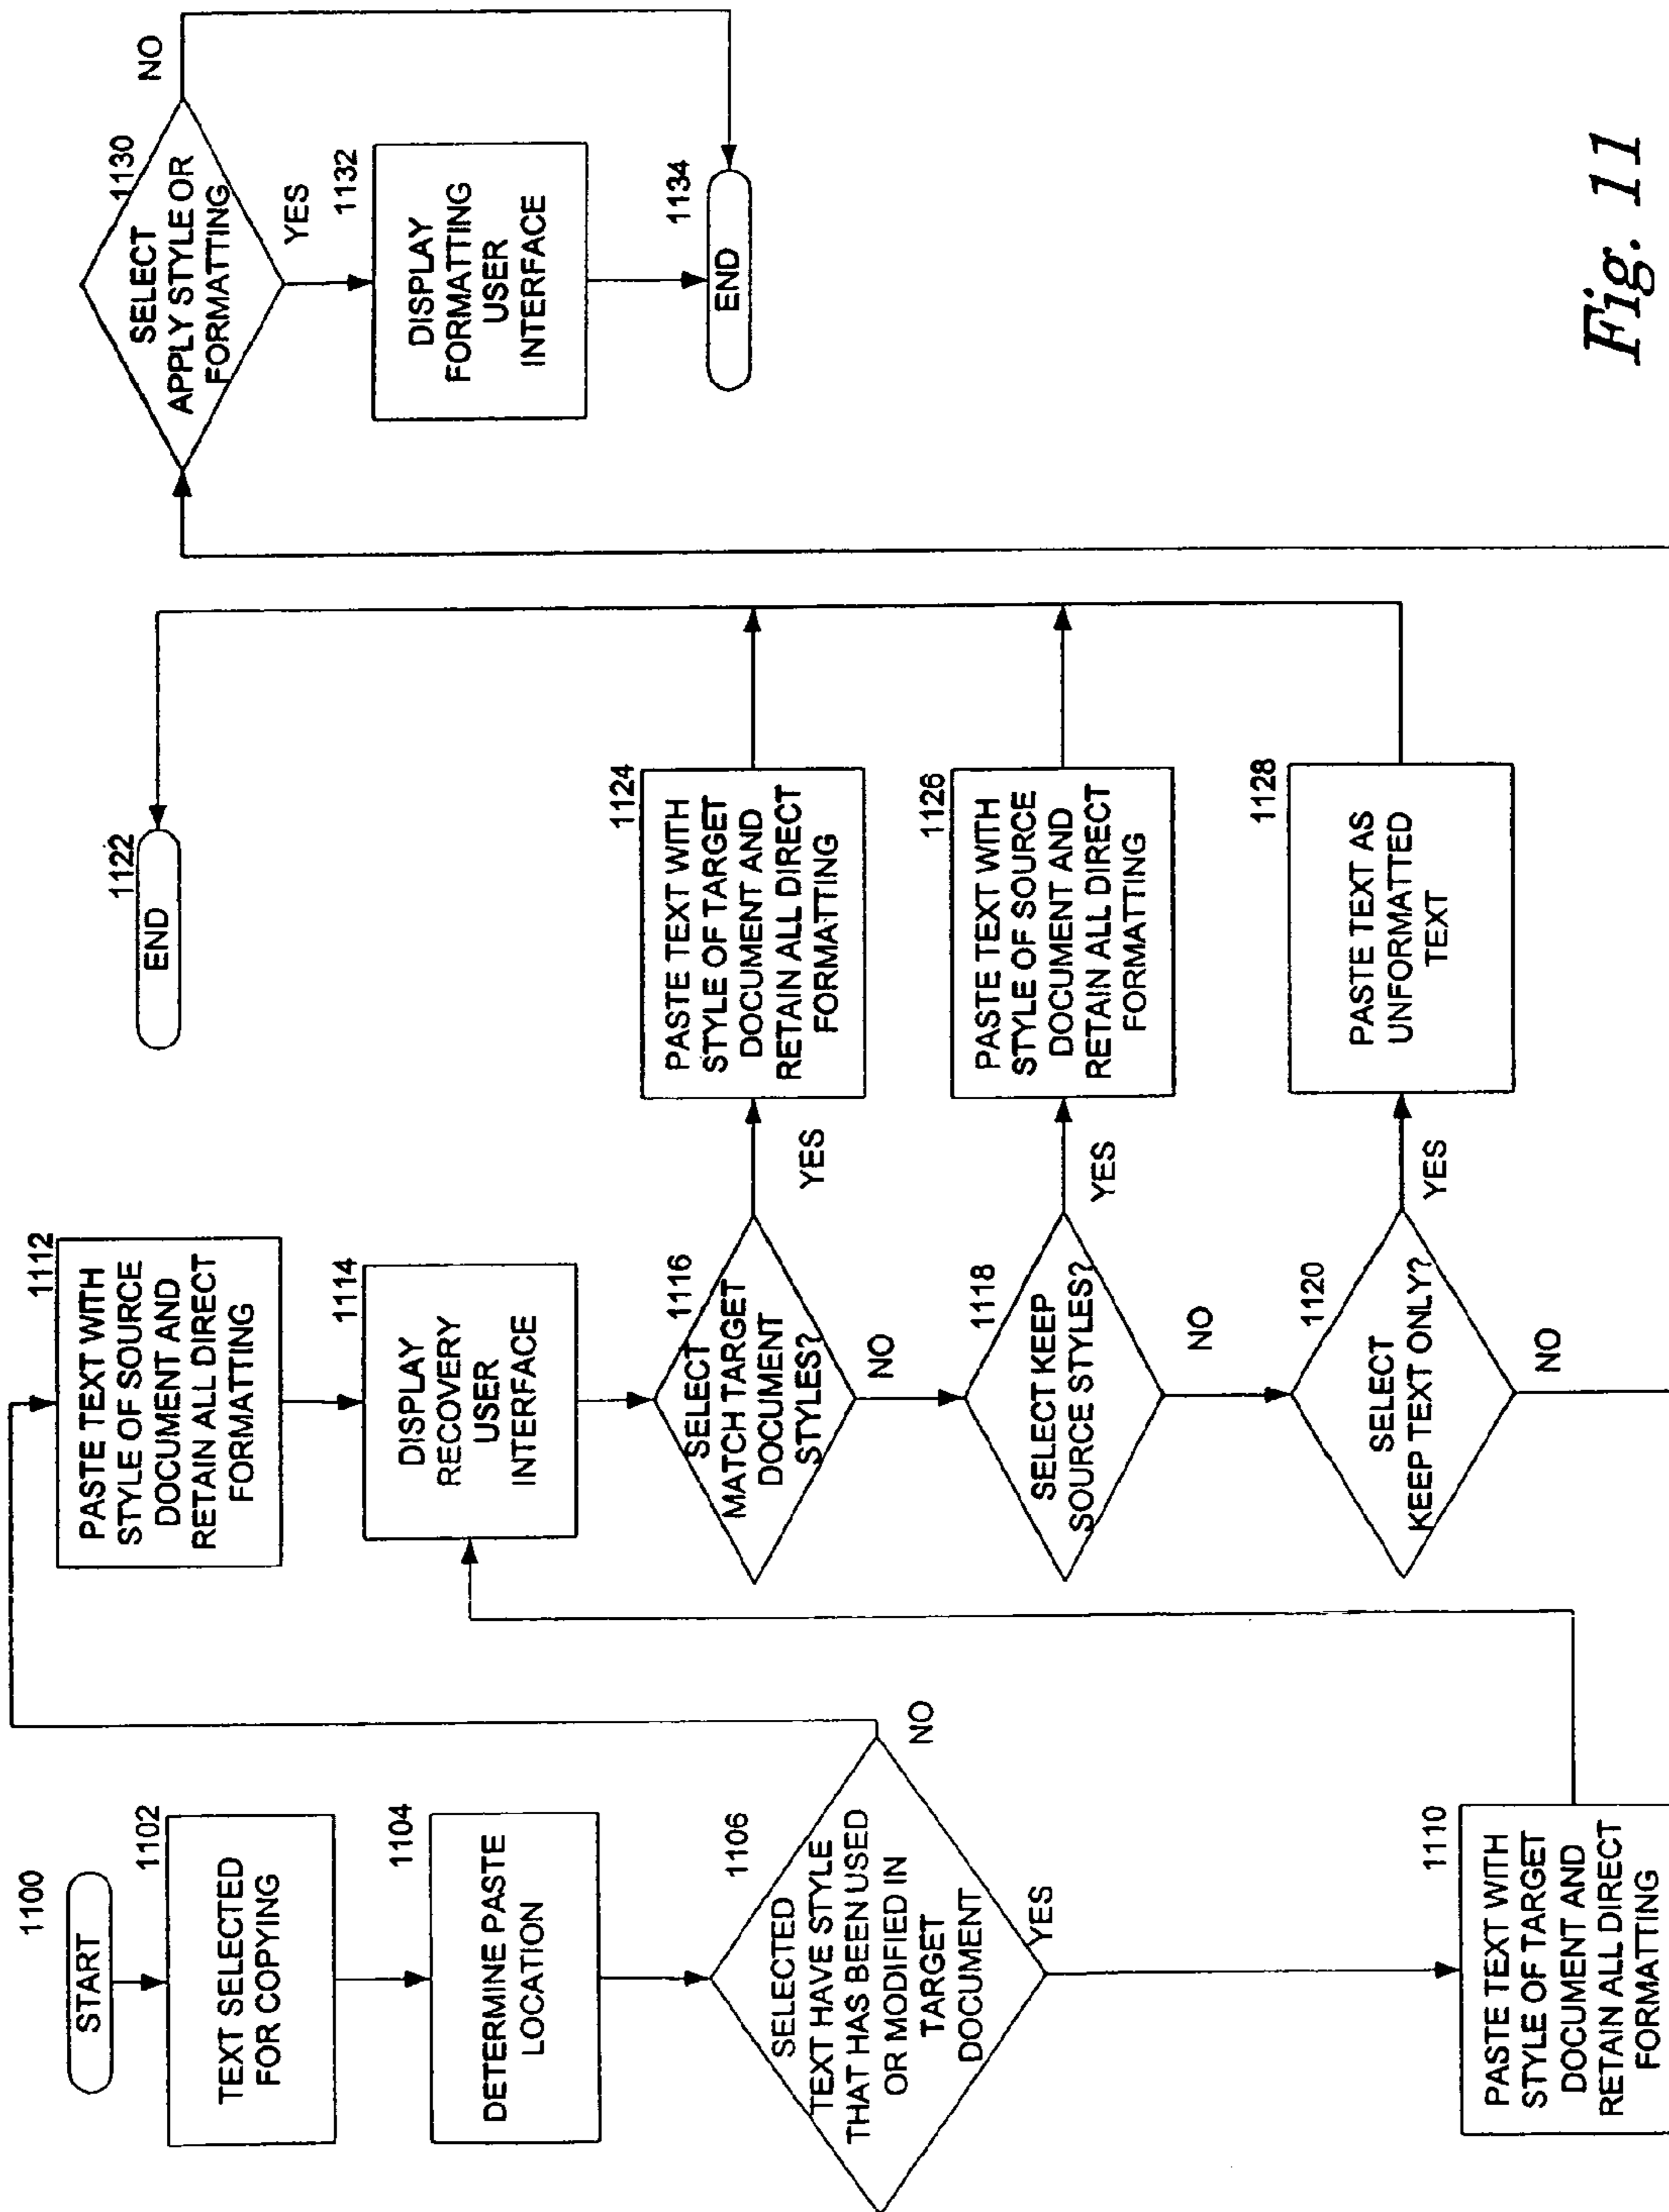 1100
START
1102
TEXT SELECTED
FOR COPYING
1104
DETERMINE PASTE
LOCATION
1106
SELECTED
TEXT HAVE STYLE
THAT HAS BEEN USED
OR MODIFIED IN
TARGET
DOCUMENT
NO
YES
1110
PASTE TEXT WITH
STYLE OF TARGET
DOCUMENT AND
RETAIN ALL DIRECT
FORMATTING
1112
PASTE TEXT WITH
STYLE OF SOURCE
DOCUMENT AND
RETAIN ALL DIRECT
FORMATTING
1114
DISPLAY
RECOVERY
USER
INTERFACE
1116
SELECT
MATCH TARGET
DOCUMENT
STYLES?
YES
NO
1118
SELECT KEEP
SOURCE STYLES?
YES
NO
1120
SELECT
KEEP TEXT ONLY?
YES
NO
1122
END
1124
PASTE TEXT WITH
STYLE OF TARGET
DOCUMENT AND
RETAIN ALL DIRECT
FORMATTING
1126
PASTE TEXT WITH
STYLE OF SOURCE
DOCUMENT AND
RETAIN ALL DIRECT
FORMATTING
1128
PASTE TEXT AS
UNFORMATTED
TEXT
1130
SELECT
APPLY STYLE OR
FORMATTING
NO
YES
1132
DISPLAY
FORMATTING
USER
INTERFACE
1134
END
Fig. 11